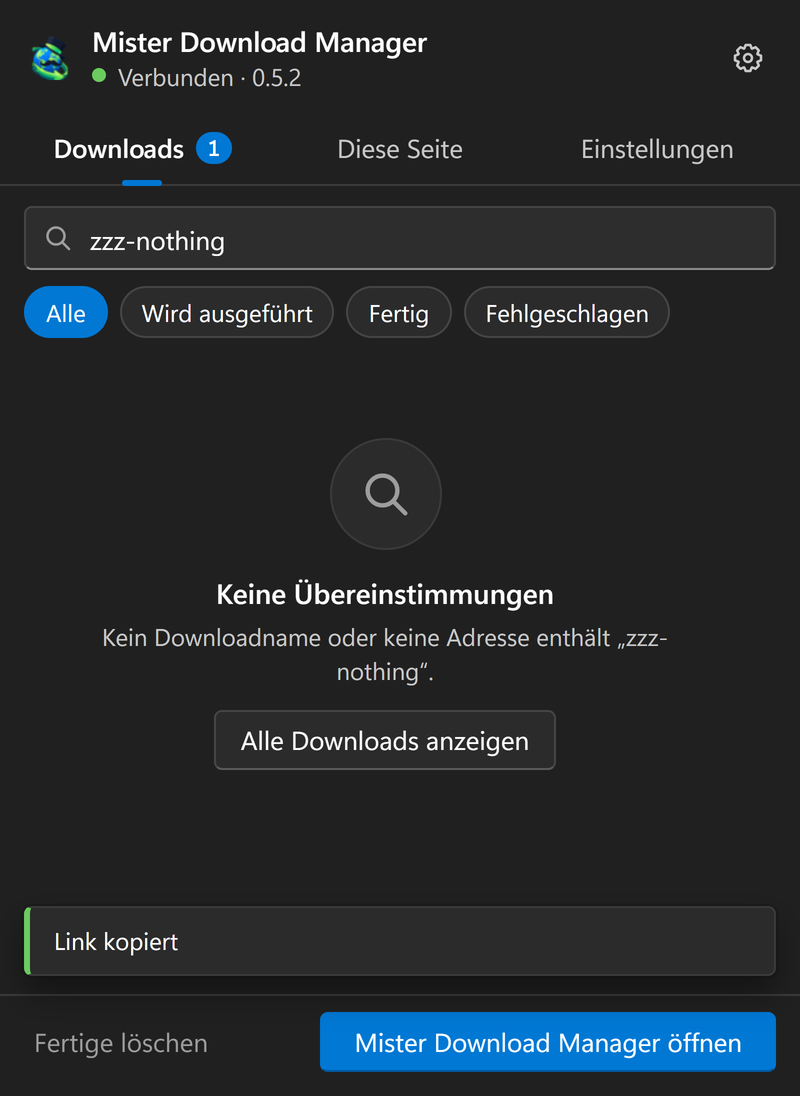 Mister Download Manager
Verbunden · 0.5.2
Downloads 1 Diese Seite Einstellungen
zzz-nothing
Alle Wird ausgeführt Fertig Fehlgeschlagen
Keine Übereinstimmungen
Kein Downloadname oder keine Adresse enthält „zzz-
nothing“.
Alle Downloads anzeigen
Link kopiert
Fertige löschen Mister Download Manager öffnen